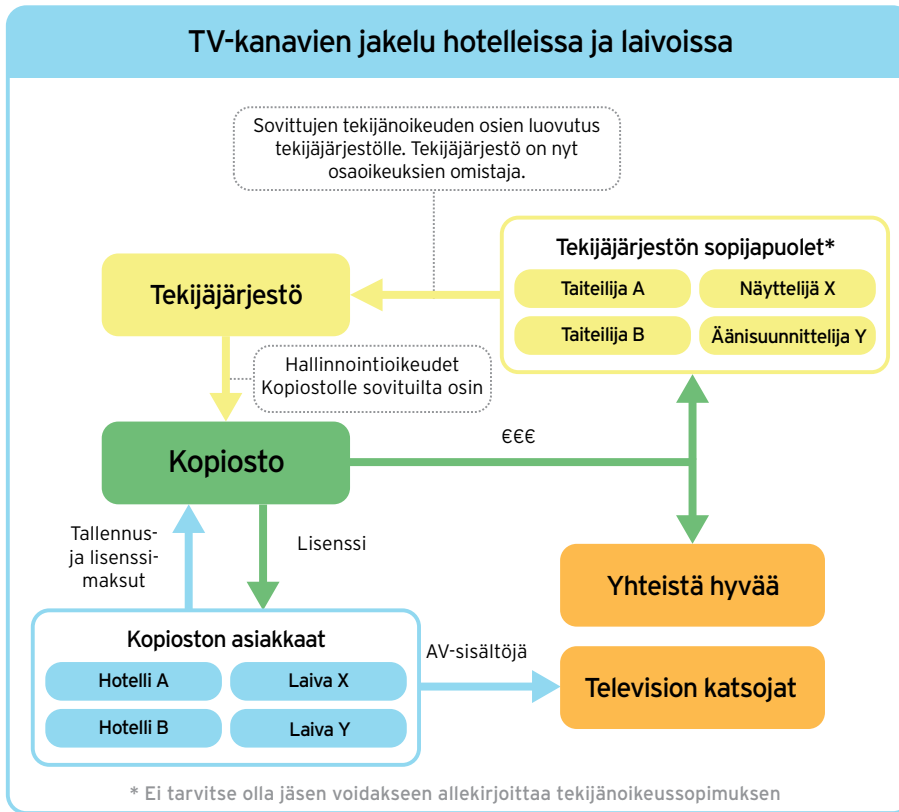 TV-kanavien jakelu hotelleissa ja laivoissa
Sovittujen tekijänoikeuden osien luovutus
tekijäjärjestölle. Tekijäjärjestö on nyt
osaoikeuksien omistaja.
Tekijäjärjestön sopijapuolet*
Taiteilija A
Näyttelijä X
Taiteilija B
Äänisuunnittelija Y
Tekijäjärjestö
Hallinnointioikeudet
Kopiostolle sovituilta osin
Kopiosto
€€€
Tallennus-
ja lisenssi-
maksut
Lisenssi
Yhteistä hyvää
Kopioston asiakkaat
Hotelli A
Laiva X
Hotelli B
Laiva Y
AV-sisältöjä
Television katsojat
* Ei tarvitse olla jäsen voidakseen allekirjoittaa tekijänoikeussopimuksen